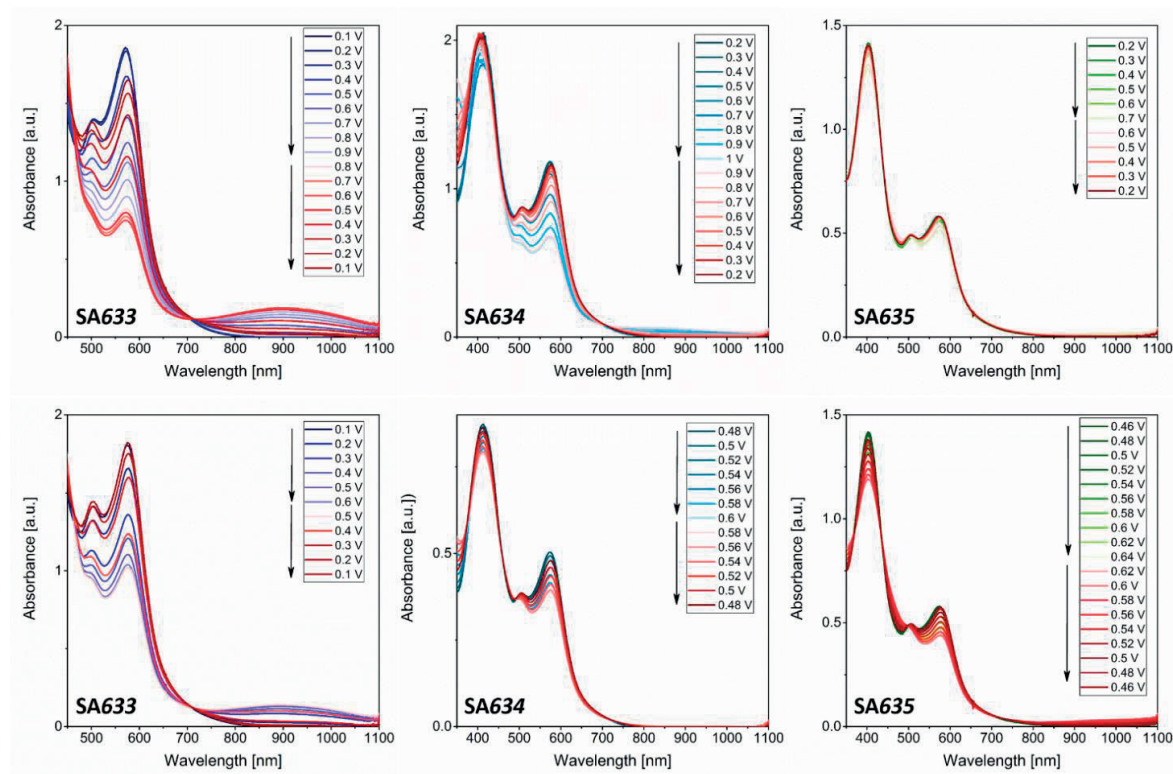 2
1
0
Absorbance [a.u.]
500 600 700 800 900 1000 1100
Wavelength [nm]
SA633
0.1 V
0.2 V
0.3 V
0.4 V
0.5 V
0.6 V
0.7 V
0.8 V
0.9 V
0.8 V
0.7 V
0.6 V
0.5 V
0.4 V
0.3 V
0.2 V
0.1 V
2
1
0
Absorbance [a.u.]
400 500 600 700 800 900 1000 1100
Wavelength [nm]
SA634
0.2 V
0.3 V
0.4 V
0.5 V
0.6 V
0.7 V
0.8 V
0.9 V
1 V
0.9 V
0.8 V
0.7 V
0.6 V
0.5 V
0.4 V
0.3 V
0.2 V
1.5
1.0
0.5
0.0
Absorbance [a.u.]
400 500 600 700 800 900 1000 1100
Wavelength [nm]
SA635
0.2 V
0.3 V
0.4 V
0.5 V
0.6 V
0.7 V
0.6 V
0.5 V
0.4 V
0.3 V
0.2 V
2
1
0
Absorbance [a.u.]
500 600 700 800 900 1000 1100
Wavelength [nm]
SA633
0.1 V
0.2 V
0.3 V
0.4 V
0.5 V
0.6 V
0.5 V
0.4 V
0.3 V
0.2 V
0.1 V
0.5
0.0
Absorbance [a.u.])
400 500 600 700 800 900 1000 1100
Wavelength [nm]
SA634
0.48 V
0.5 V
0.52 V
0.54 V
0.56 V
0.58 V
0.6 V
0.58 V
0.56 V
0.54 V
0.52 V
0.5 V
0.48 V
1.5
1.0
0.5
0.0
Absorbance [a.u.]
400 500 600 700 800 900 1000 1100
Wavelength [nm]
SA635
0.46 V
0.48 V
0.5 V
0.52 V
0.54 V
0.56 V
0.58 V
0.6 V
0.62 V
0.64 V
0.62 V
0.6 V
0.58 V
0.56 V
0.54 V
0.52 V
0.5 V
0.48 V
0.46 V